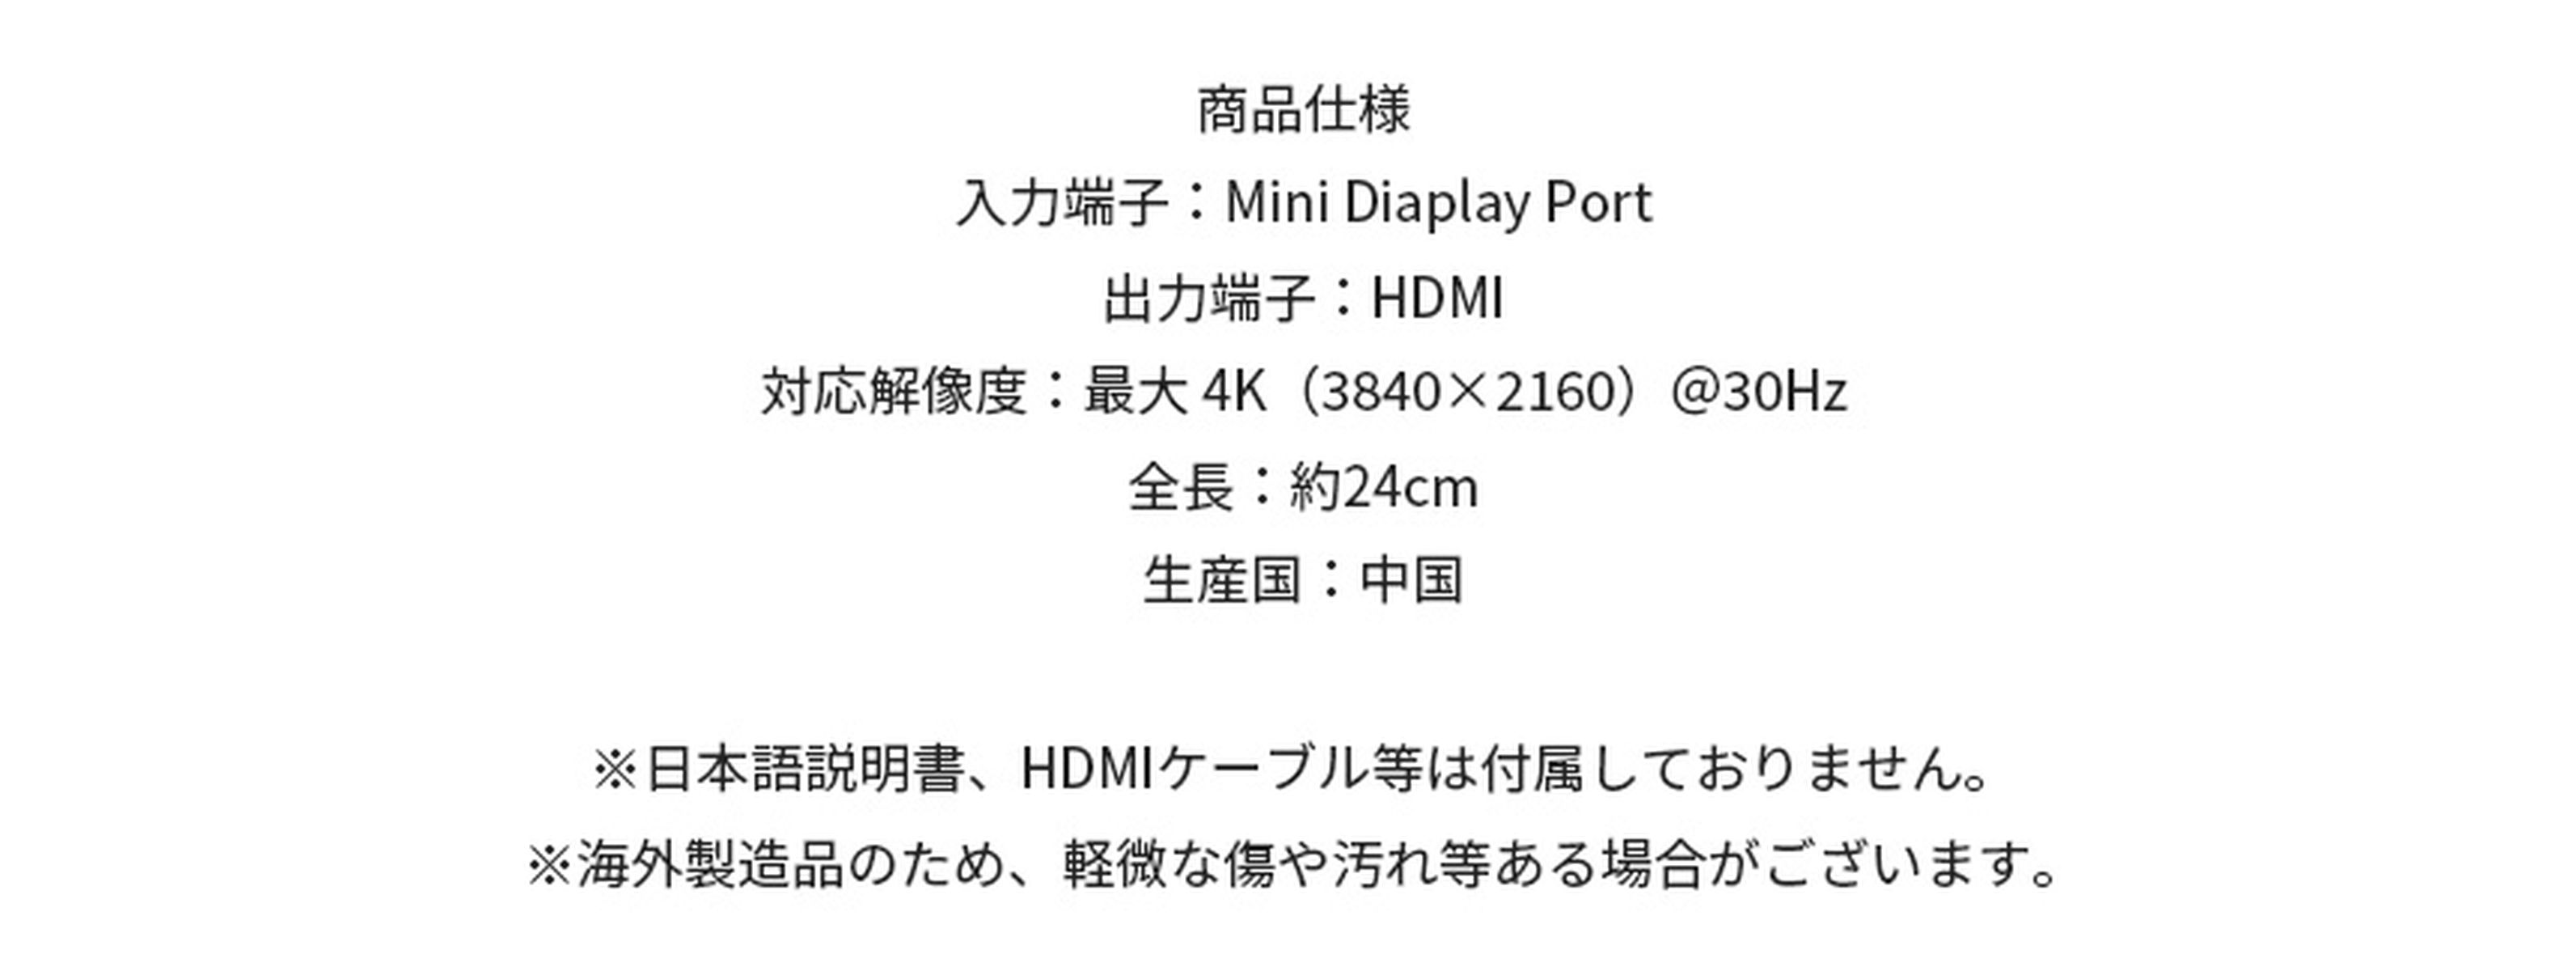 商品仕様
入力端子：Mini Diaplay Port
出力端子：HDMI
対応解像度：最大 4K（3840×2160）@30Hz
全長：約24cm
生産国：中国
※日本語説明書、HDMIケーブル等は付属しておりません。
※海外製造品のため、軽微な傷や汚れ等ある場合がございます。